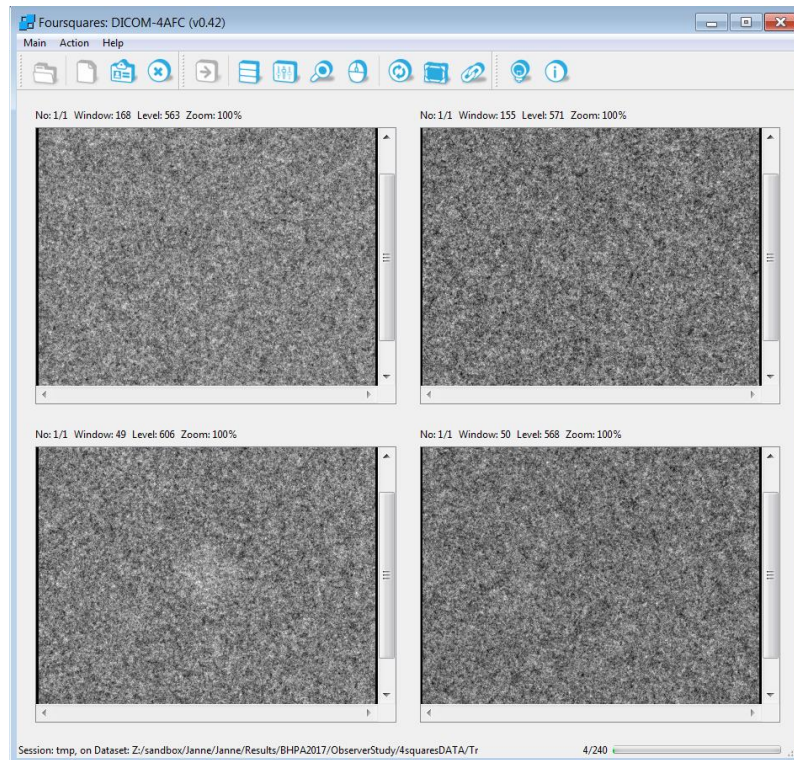 Foursquares: DICOM-4AFC (v0.42)
Main Action Help
No: 1/1 Window: 168 Level: 563 Zoom: 100%
No: 1/1 Window: 155 Level: 571 Zoom: 100%
No: 1/1 Window: 49 Level: 606 Zoom: 100%
No: 1/1 Window: 50 Level: 568 Zoom: 100%
Session: tmp, on Dataset: Z:/sandbox/Janne/Janne/Results/BHPA2017/ObserverStudy/4squaresDATA/Tr
4/240